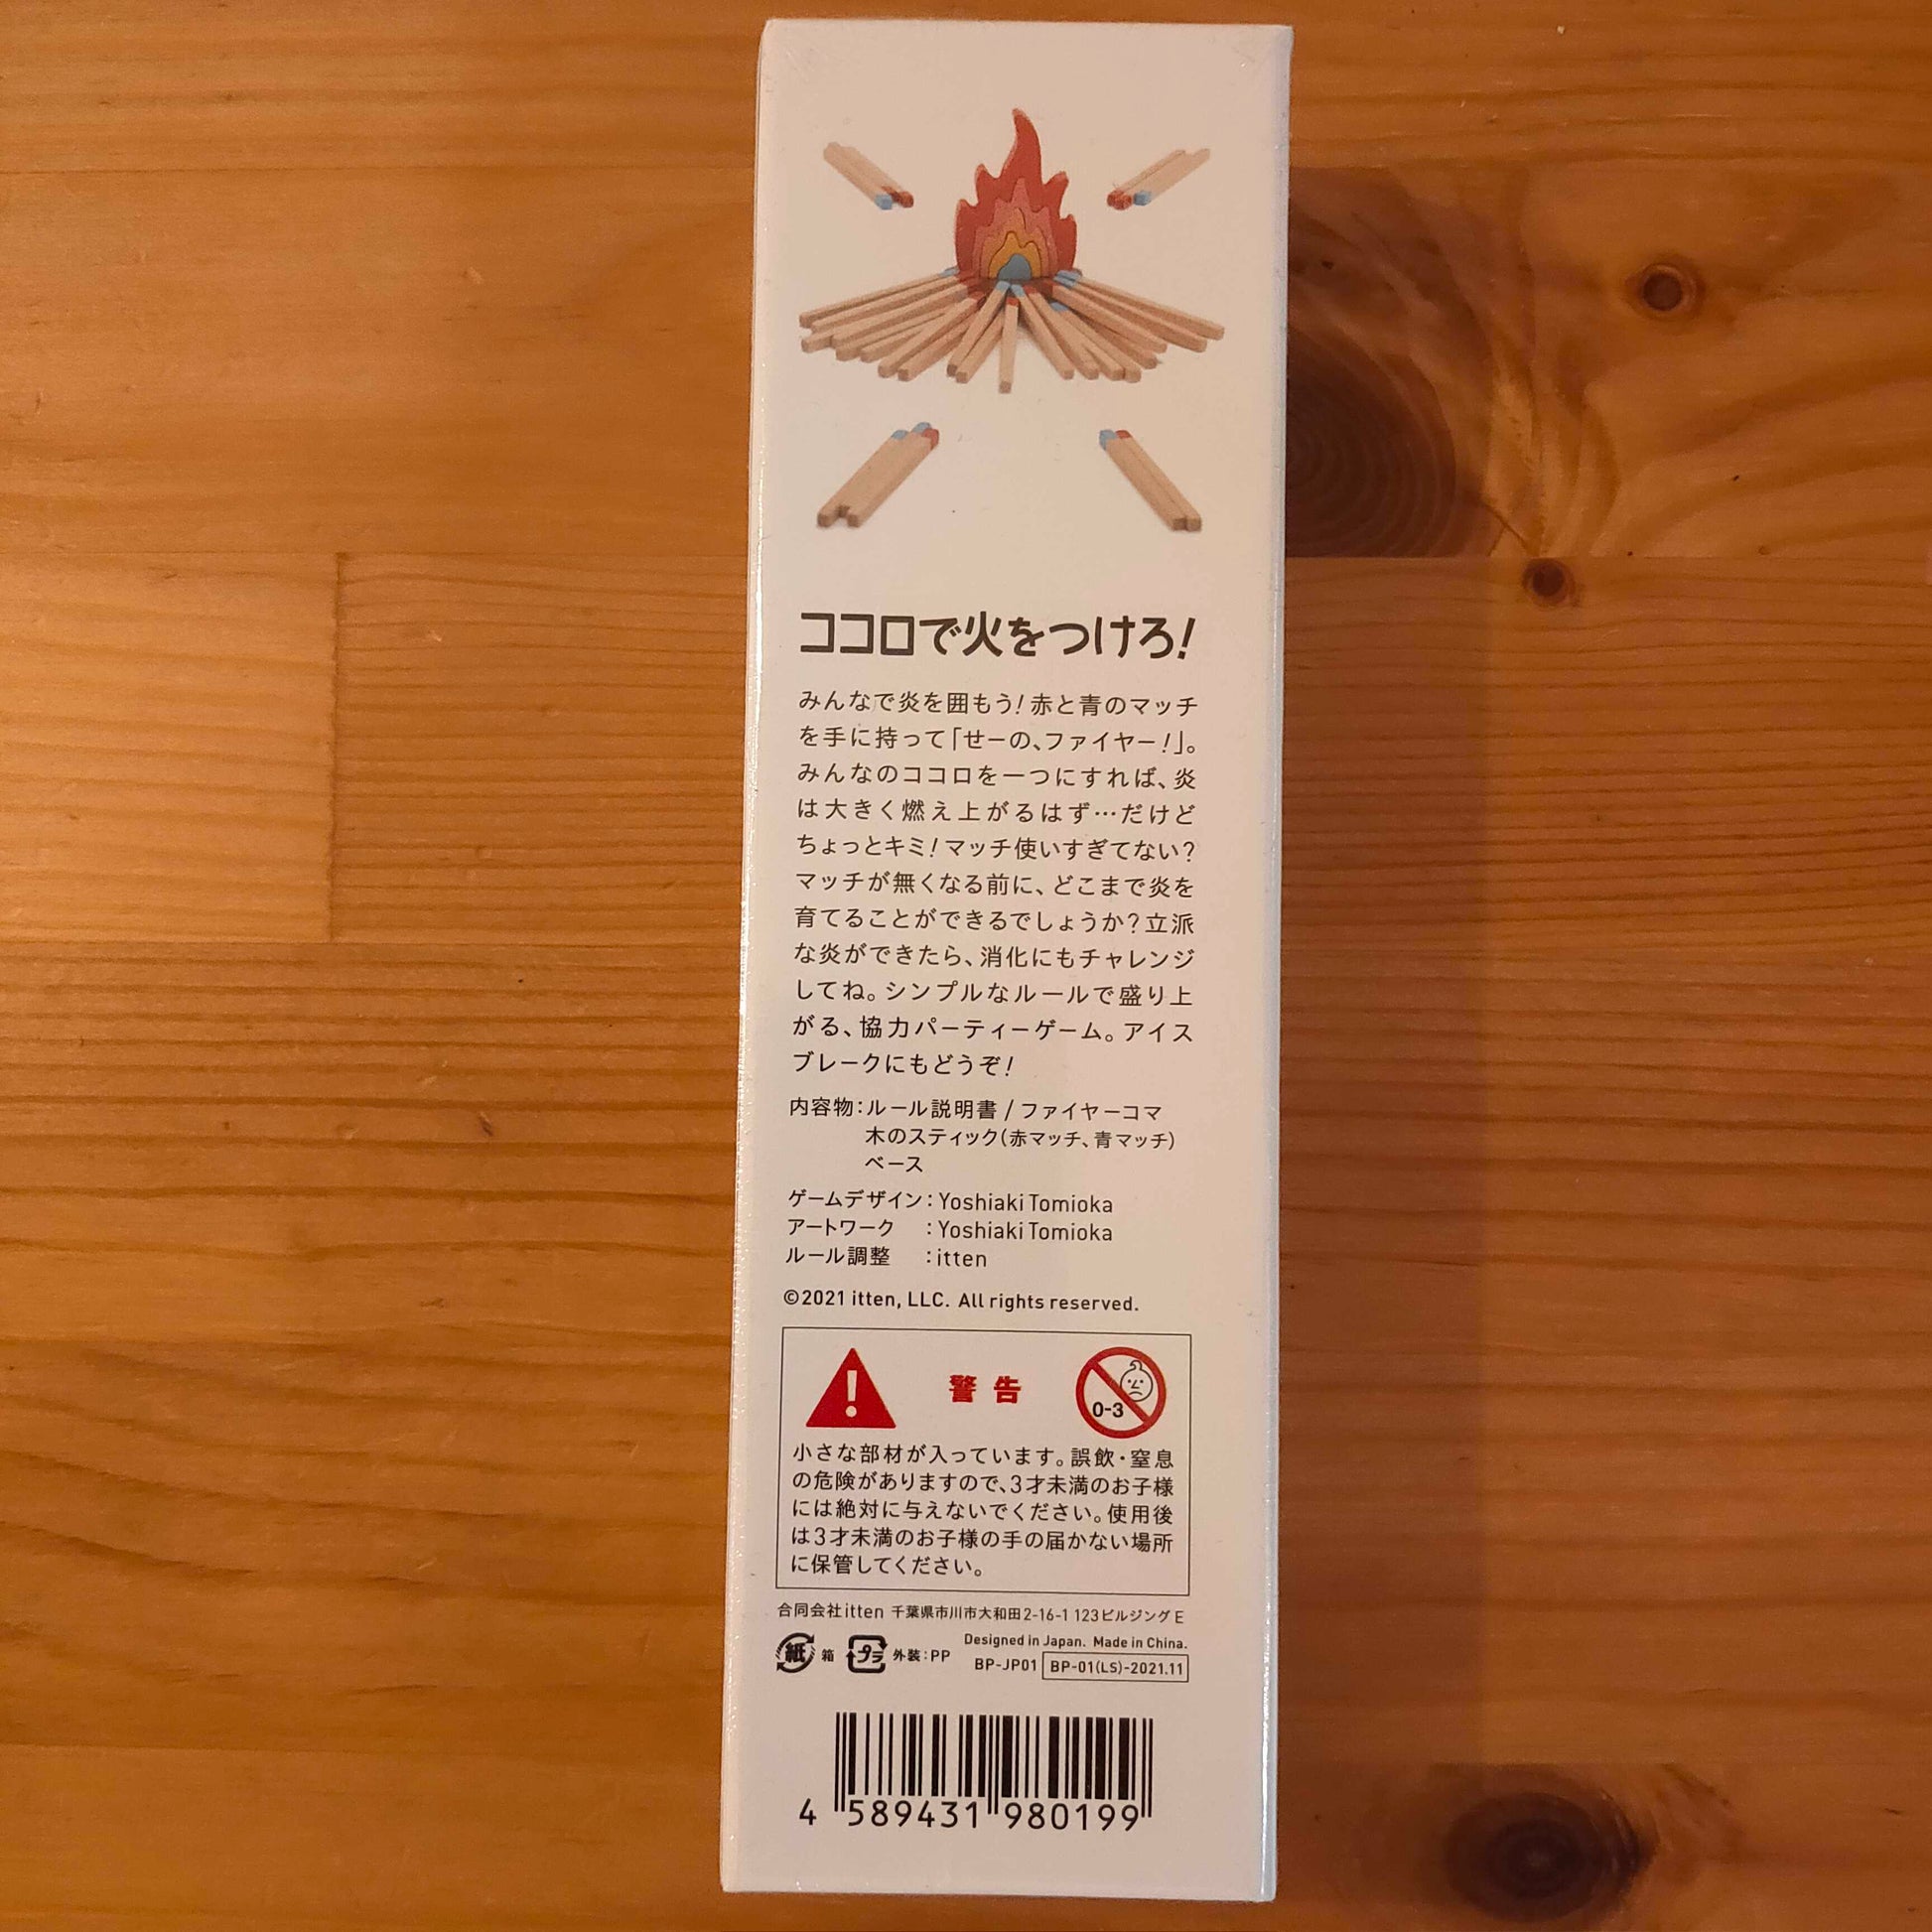 ココロで火をつけろ!
みんなで炎を囲もう!赤と青のマッチ
を手に持って「せーの、ファイヤー!」。
みんなのココロを一つにすれば、炎
は大きく燃え上がるはず…だけど
ちょっとキミ!マッチ使いすぎてない?
マッチが無くなる前に、どこまで炎を
育てることができるでしょうか?立派
な炎ができたら、消化にもチャレンジ
してね。シンプルなルールで盛り上
がる、協力パーティーゲーム。アイス
ブレークにもどうぞ!
内容物:ルール説明書 / ファイヤーコマ
木のスティック(赤マッチ、青マッチ)
ベース
ゲームデザイン:Yoshiaki Tomioka
アートワーク :Yoshiaki Tomioka
ルール調整 :itten
©2021 itten, LLC. All rights reserved.
警告
0-3
小さな部材が入っています。誤飲・窒息
の危険がありますので、3才未満のお子様
には絶対に与えないでください。使用後
は3才未満のお子様の手の届かない場所
に保管してください。
合同会社itten 千葉県市川市大和田2-16-1 123ビルジングE
紙 箱 プラ 外装:PP
Designed in Japan. Made in China.
BP-JP01 BP-01(LS)-2021.11
4 589431 980199